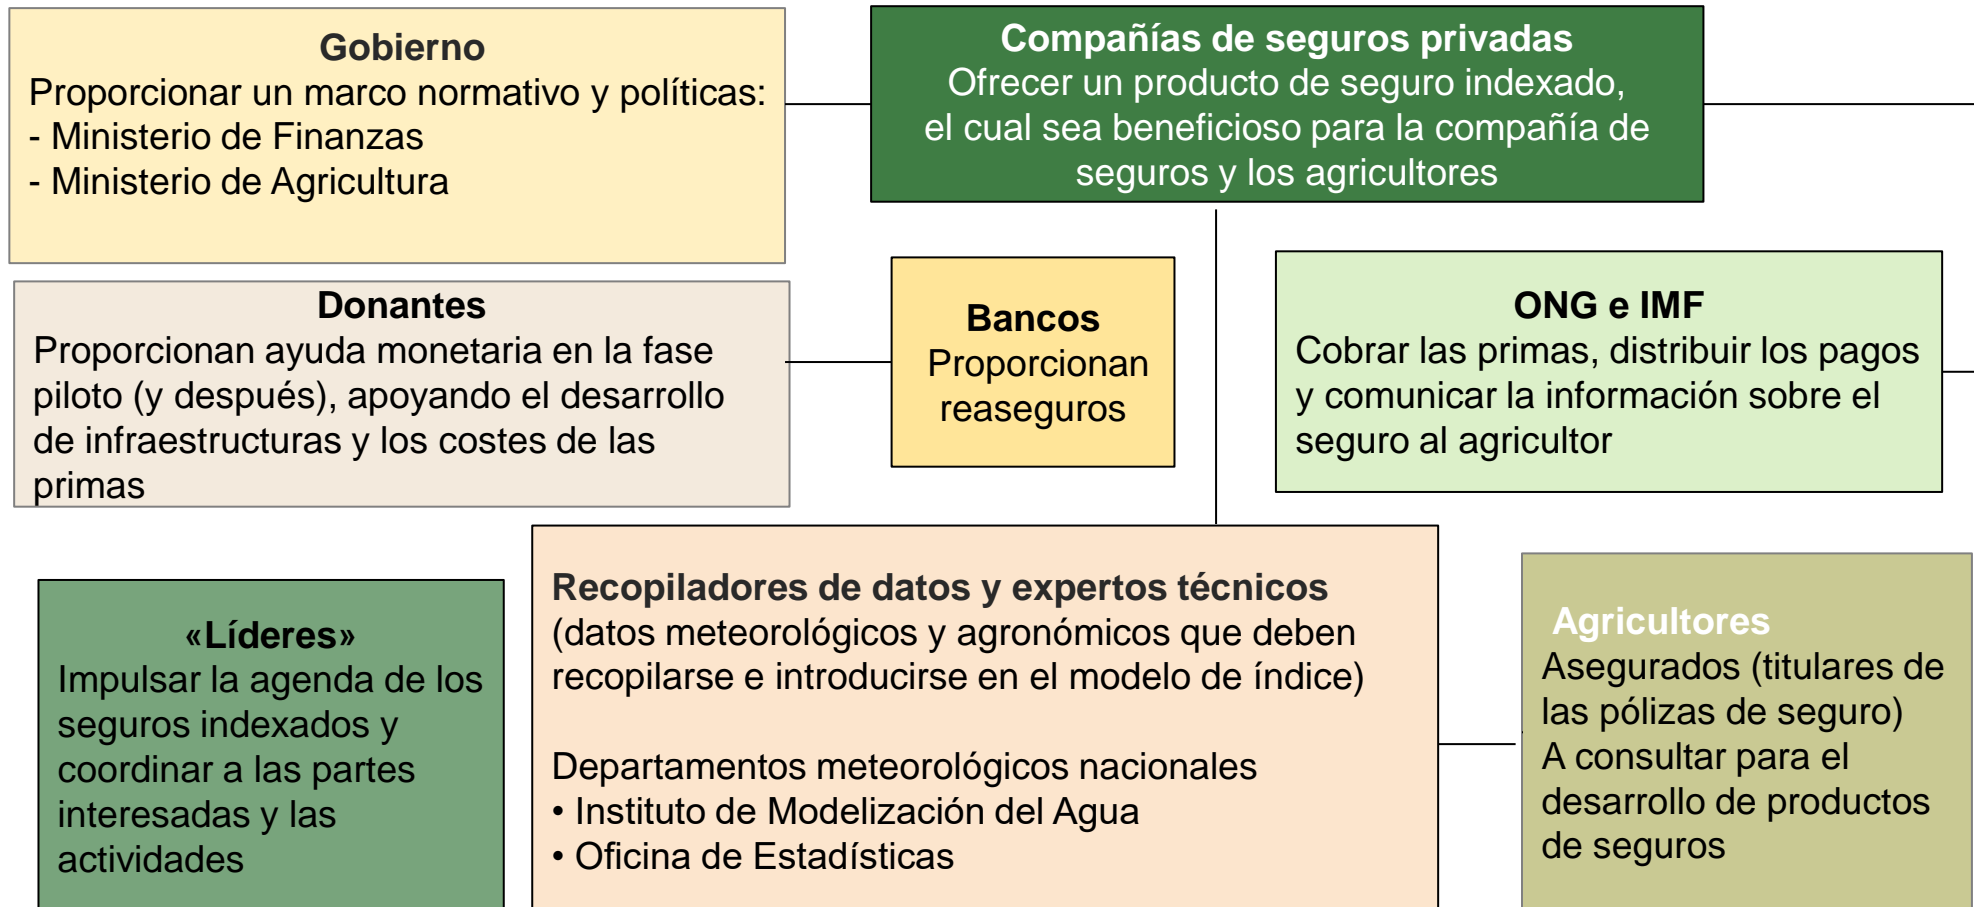 Gobierno
Proporcionar un marco normativo y políticas:
- Ministerio de Finanzas
- Ministerio de Agricultura
Compañías de seguros privadas
Ofrecer un producto de seguro indexado,
el cual sea beneficioso para la compañía de
seguros y los agricultores
Donantes
Proporcionan ayuda monetaria en la fase
piloto (y después), apoyando el desarrollo
de infraestructuras y los costes de las
primas
Bancos
Proporcionan
reaseguros
ONG e IMF
Cobrar las primas, distribuir los pagos
y comunicar la información sobre el
seguro al agricultor
«Líderes»
Impulsar la agenda de los
seguros indexados y
coordinar a las partes
interesadas y las
actividades
Recopiladores de datos y expertos técnicos
(datos meteorológicos y agronómicos que deben
recopilarse e introducirse en el modelo de índice)
Departamentos meteorológicos nacionales
• Instituto de Modelización del Agua
• Oficina de Estadísticas
Agricultores
Asegurados (titulares de
las pólizas de seguro)
A consultar para el
desarrollo de productos
de seguros